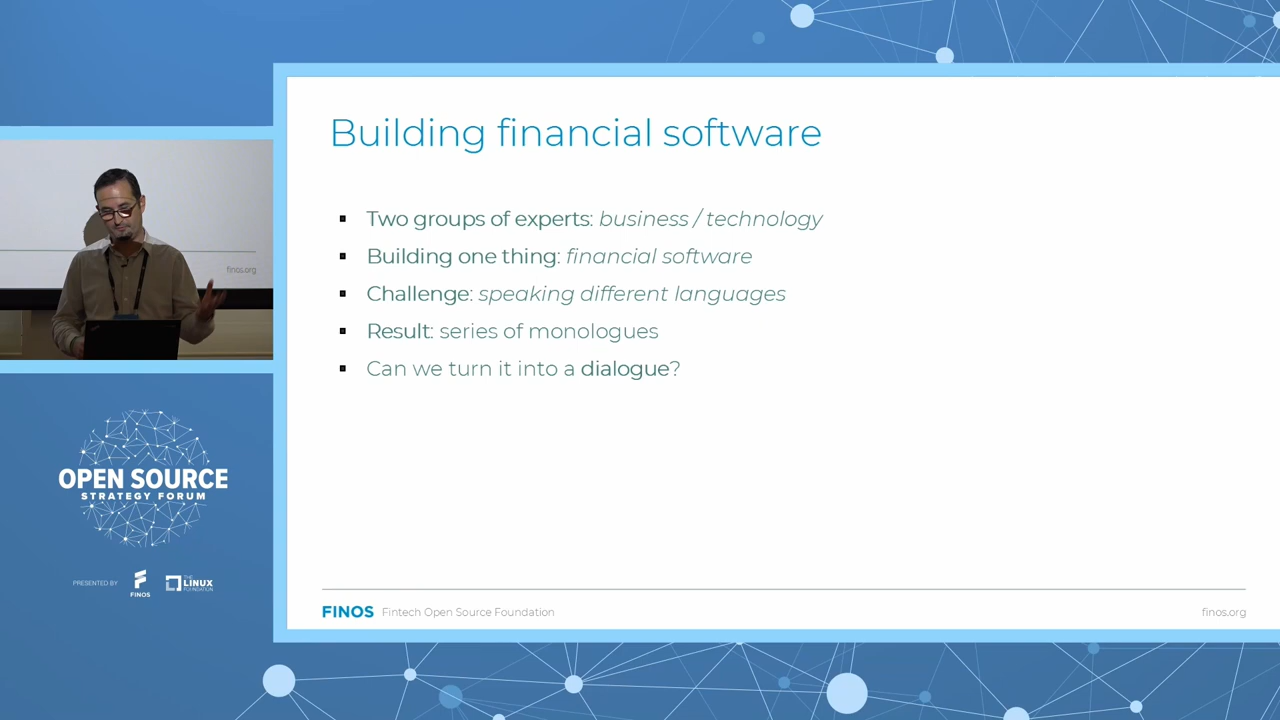 Building financial software
Two groups of experts: business / technology
Building one thing: financial software
Challenge: speaking different languages
Result: series of monologues
Can we turn it into a dialogue?
FINOS Fintech Open Source Foundation
finos.org
finos.org
OPEN SOURCE
STRATEGY FORUM
PRESENTED BY
FINOS
THE
LINUX
FOUNDATION